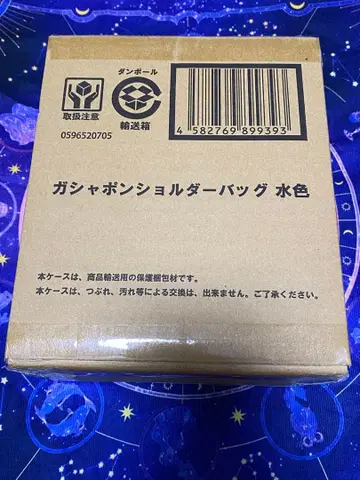 ダンボール
取扱注意
輸送箱
0596520705
4 582769 899393
ガシャポンショルダーバッグ 水色
本ケースは、商品輸送用の保護梱包材です。
本ケースは、つぶれ、汚れ等による交換は、出来ません。ご了承ください。